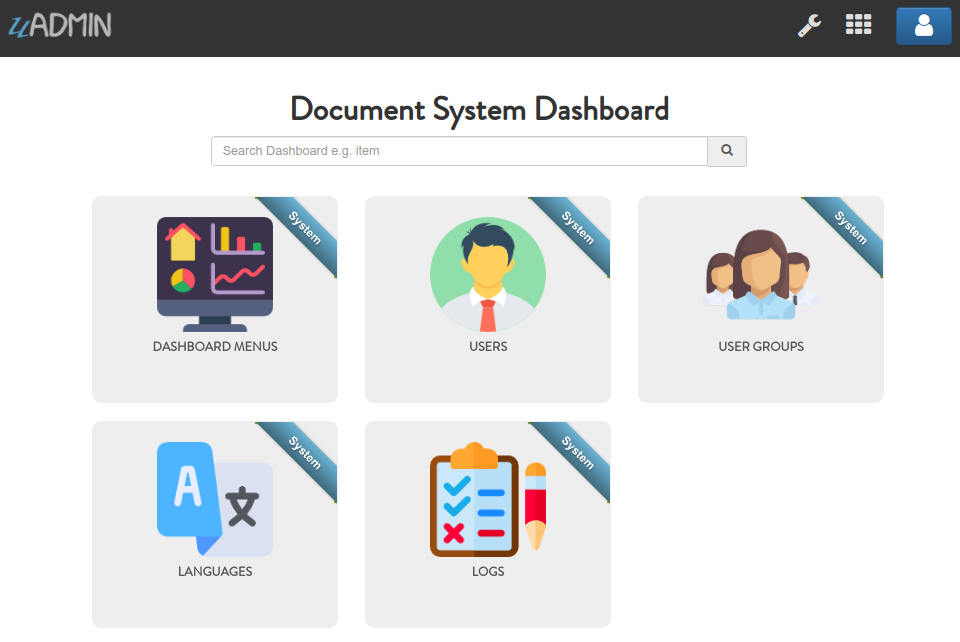 uADMIN
Document System Dashboard
Search Dashboard e.g. item
System
DASHBOARD MENUS
System
USERS
System
USER GROUPS
System
A 文
LANGUAGES
System
LOGS